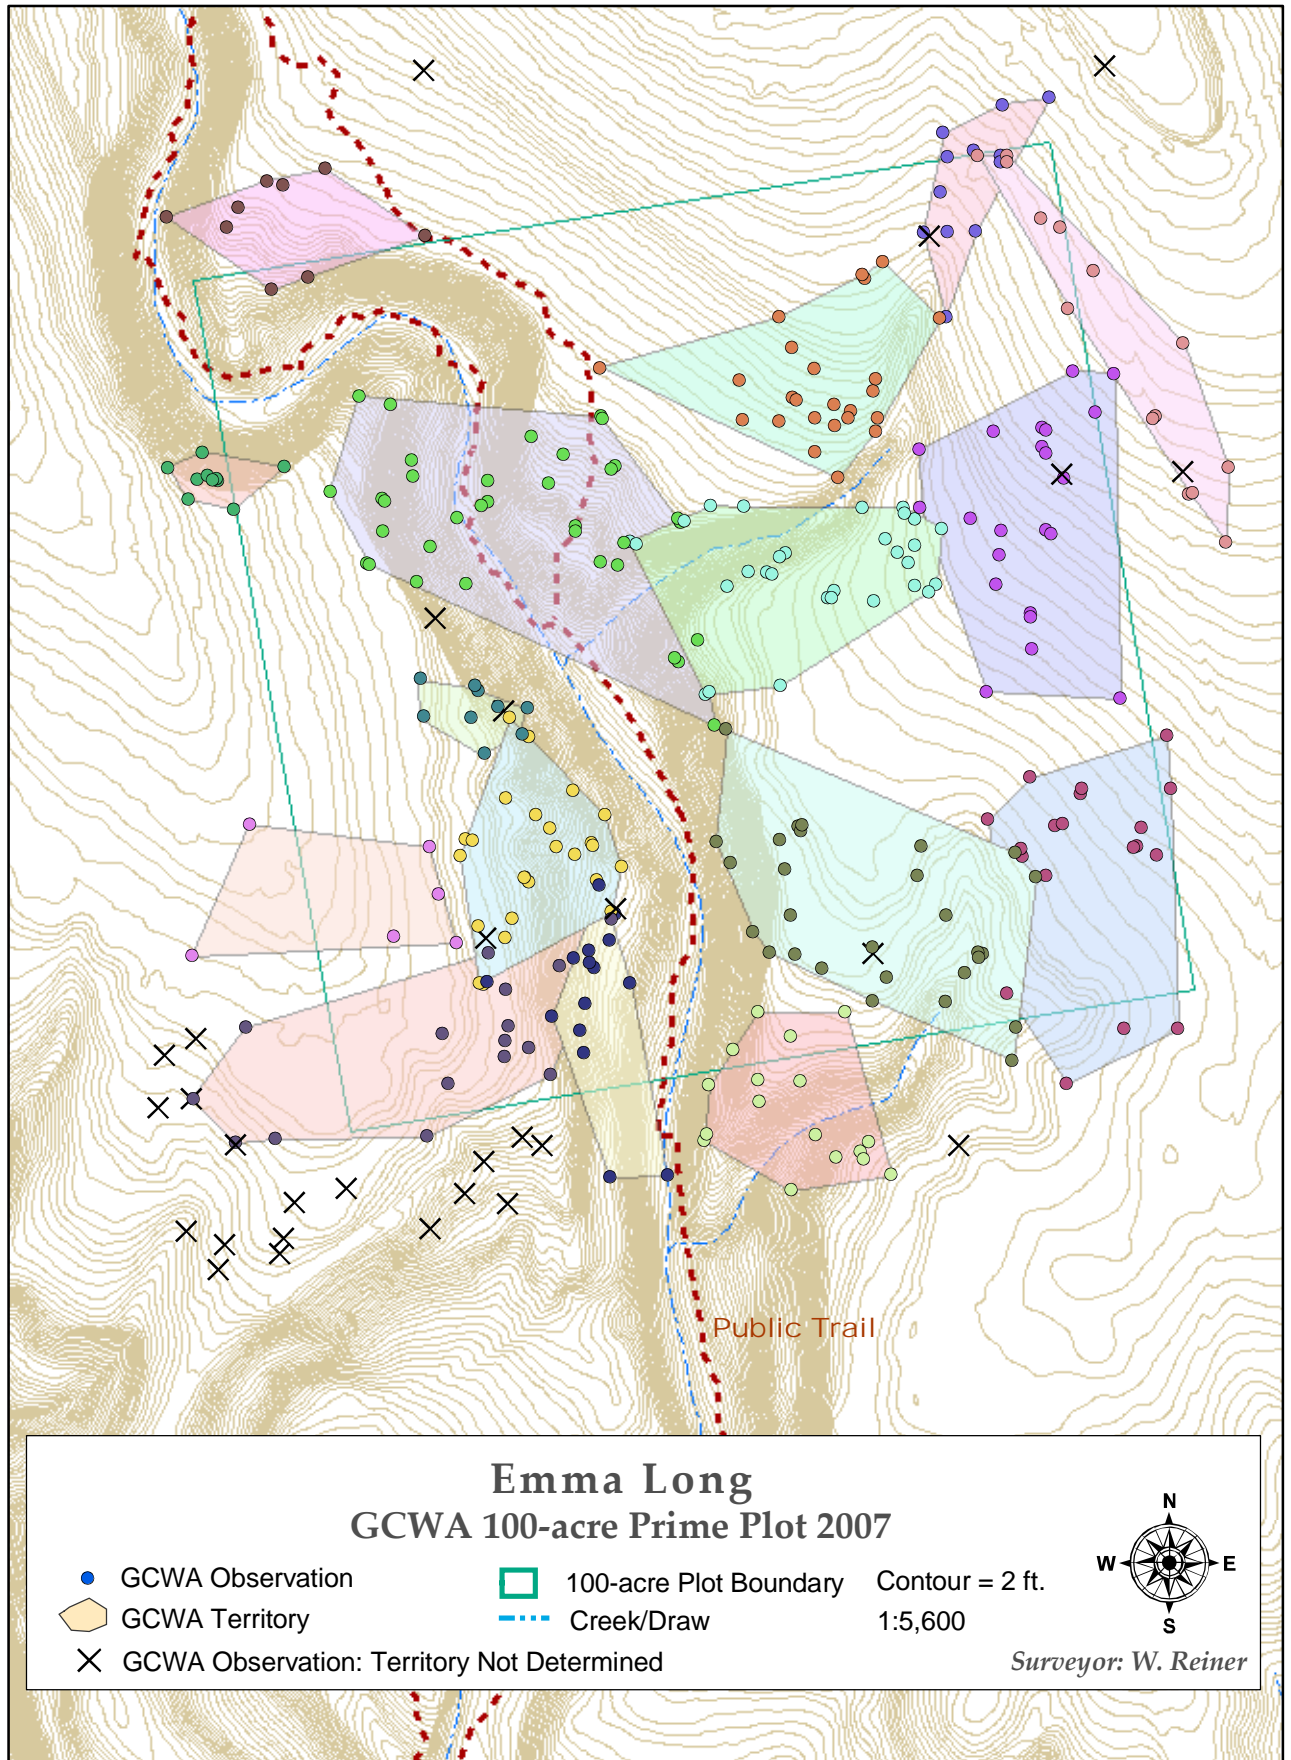 Public Trail
Emma Long
GCWA 100-acre Prime Plot 2007
GCWA Observation
100-acre Plot Boundary
Contour = 2 ft.
GCWA Territory
Creek/Draw
1:5,600
GCWA Observation: Territory Not Determined
N
W
E
S
Surveyor: W. Reiner